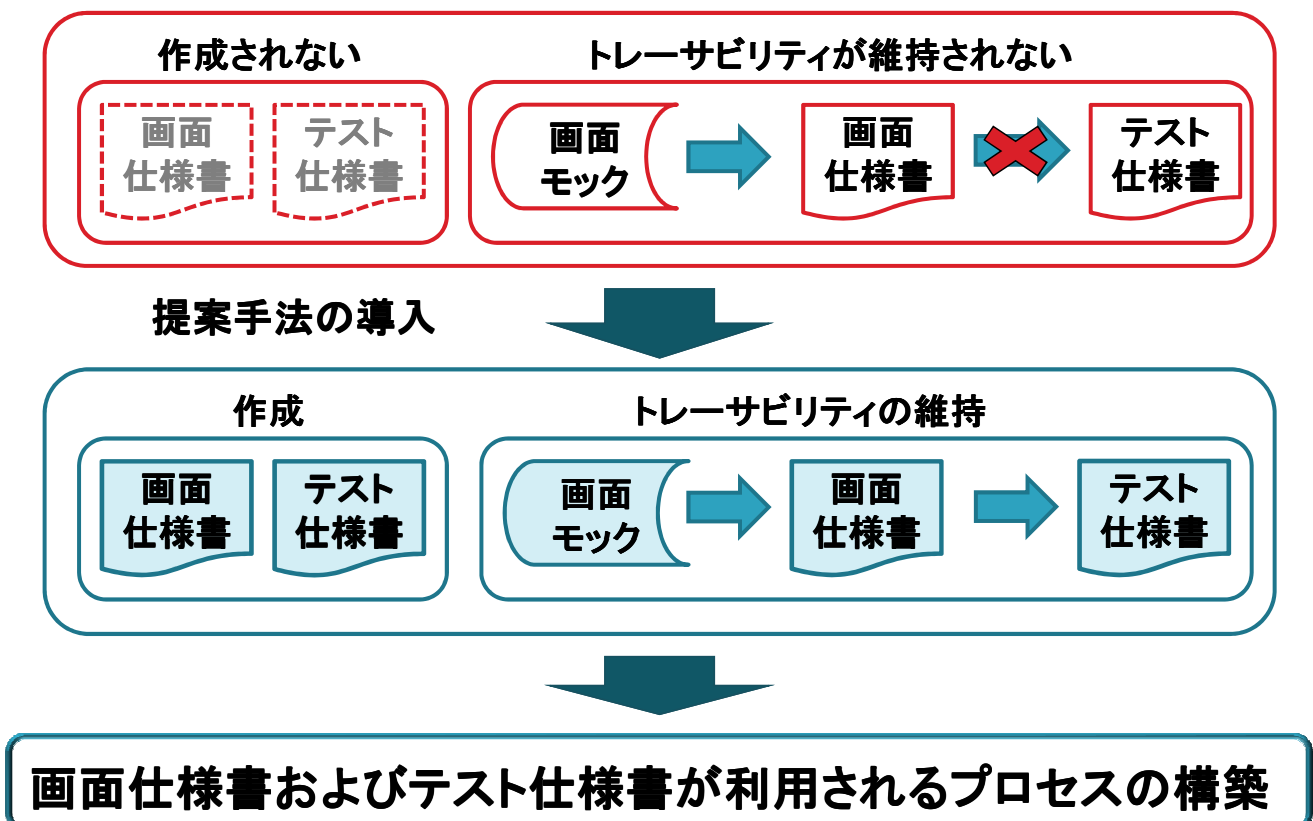 作成されない
トレーサビリティが維持されない
画面
仕様書
テスト
仕様書
画面
モック
画面
仕様書
テスト
仕様書
提案手法の導入
作成
トレーサビリティの維持
画面
仕様書
テスト
仕様書
画面
モック
画面
仕様書
テスト
仕様書
画面仕様書およびテスト仕様書が利用されるプロセスの構築